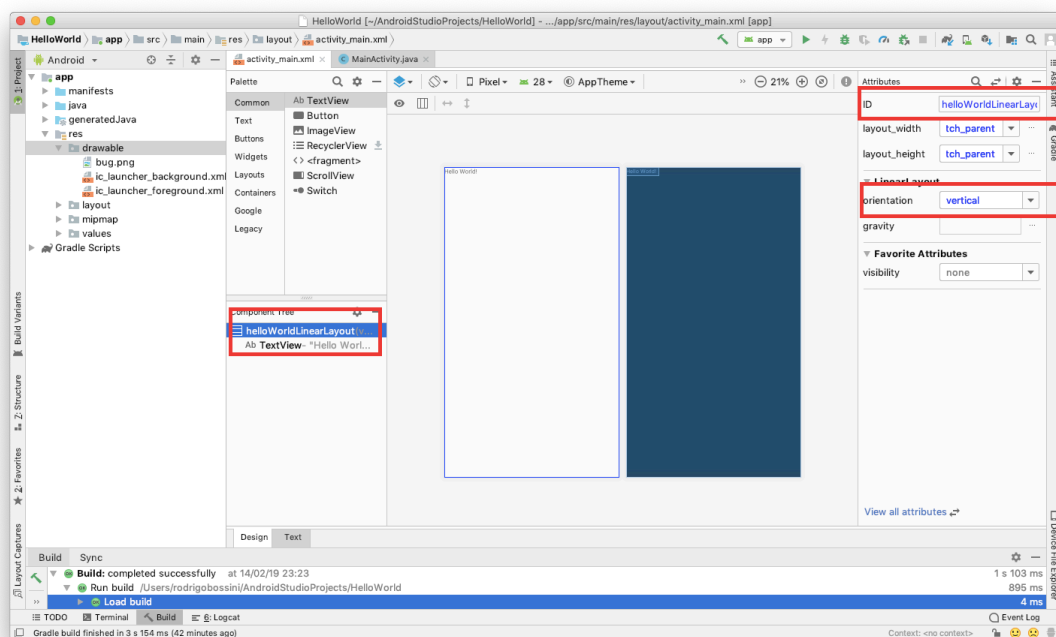 HelloWorld [~/AndroidStudioProjects/HelloWorld] - .../app/src/main/res/layout/activity_main.xml [app]
HelloWorld app src main res layout activity_main.xml
app
1: Project
Android
activity_main.xml
MainActivity.java
app
manifests
java
generatedJava
res
drawable
bug.png
ic_launcher_background.xml
ic_launcher_foreground.xml
layout
mipmap
values
Gradle Scripts
Palette
Common
Text
Buttons
Widgets
Layouts
Containers
Google
Legacy
Ab TextView
Button
ImageView
RecyclerView
<> <fragment>
ScrollView
Switch
Component Tree
helloWorldLinearLayout(v...
Ab TextView- "Hello Worl...
Pixel
28
AppTheme
21%
Hello World!
Hello World!
Attributes
ID
helloWorldLinearLay
layout_width
tch_parent
layout_height
tch_parent
LinearLayout
orientation
vertical
gravity
Favorite Attributes
visibility
none
View all attributes
Assistant
Gradle
Device File Explorer
Build Variants
Z: Structure
2: Favorites
Layout Captures
Design Text
Build Sync
Build: completed successfully at 14/02/19 23:23
1 s 103 ms
Run build /Users/rodrigobossini/AndroidStudioProjects/HelloWorld
895 ms
Load build
4 ms
TODO Terminal Build 6: Logcat
Event Log
Gradle build finished in 3 s 154 ms (42 minutes ago)
Context: <no context>